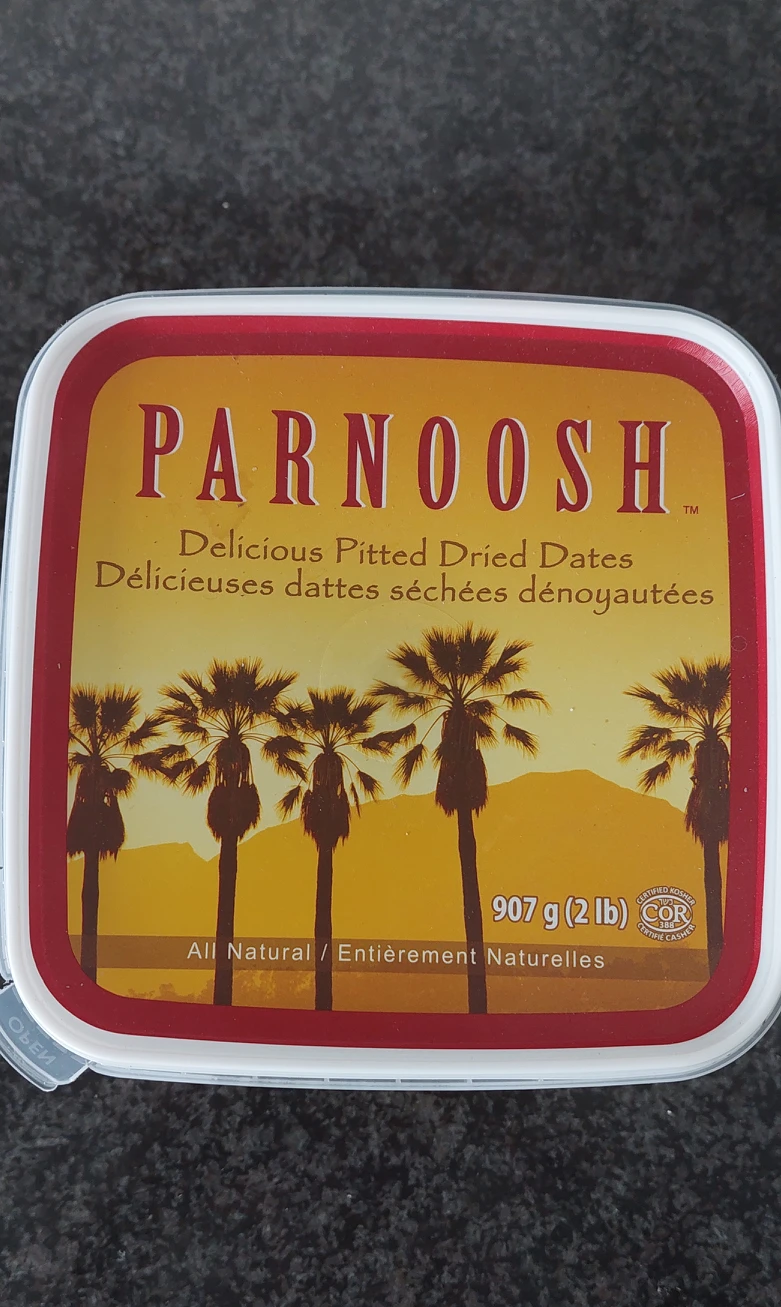 PARNOOSH™
Delicious Pitted Dried Dates
Délicieuses dattes séchées dénoyautées
907 g (2 lb)
CERTIFIED KOSHER
כשר
COR
388
CERTIFIÉ CASHER
All Natural / Entièrement Naturelles
OPEN